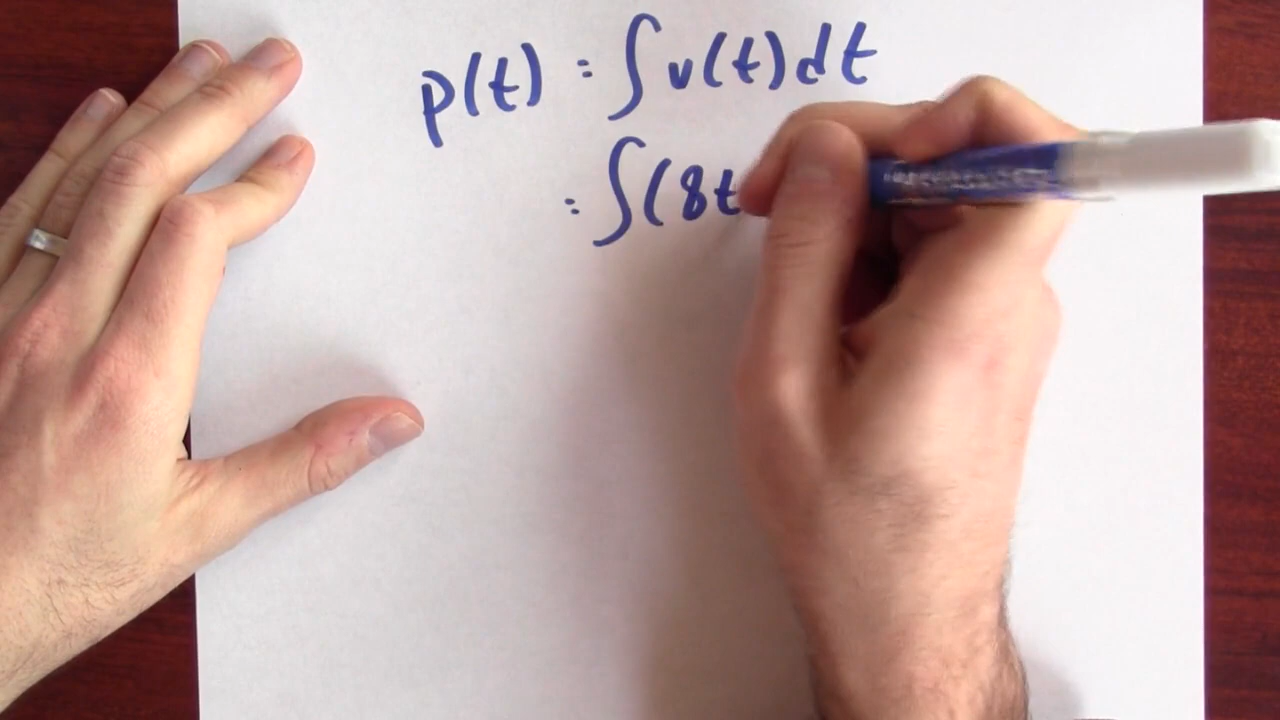 p(t) = ∫ v(t) dt
= ∫ (8t